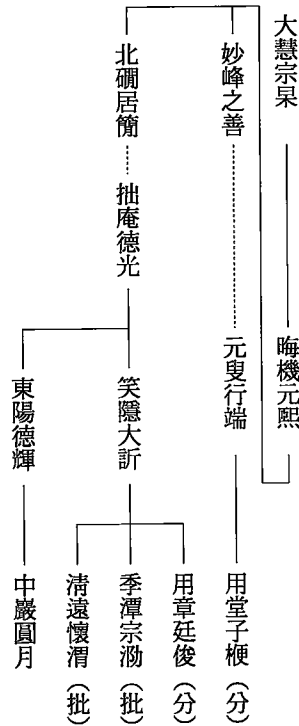 大慧宗杲
晦機元熙
妙峰之善
元叟行端
用堂子楩（分）
北磵居簡
拙庵德光
笑隱大訢
用章廷俊（分）
季潭宗泐（批）
清遠懷渭（批）
東陽德輝
中巖圓月